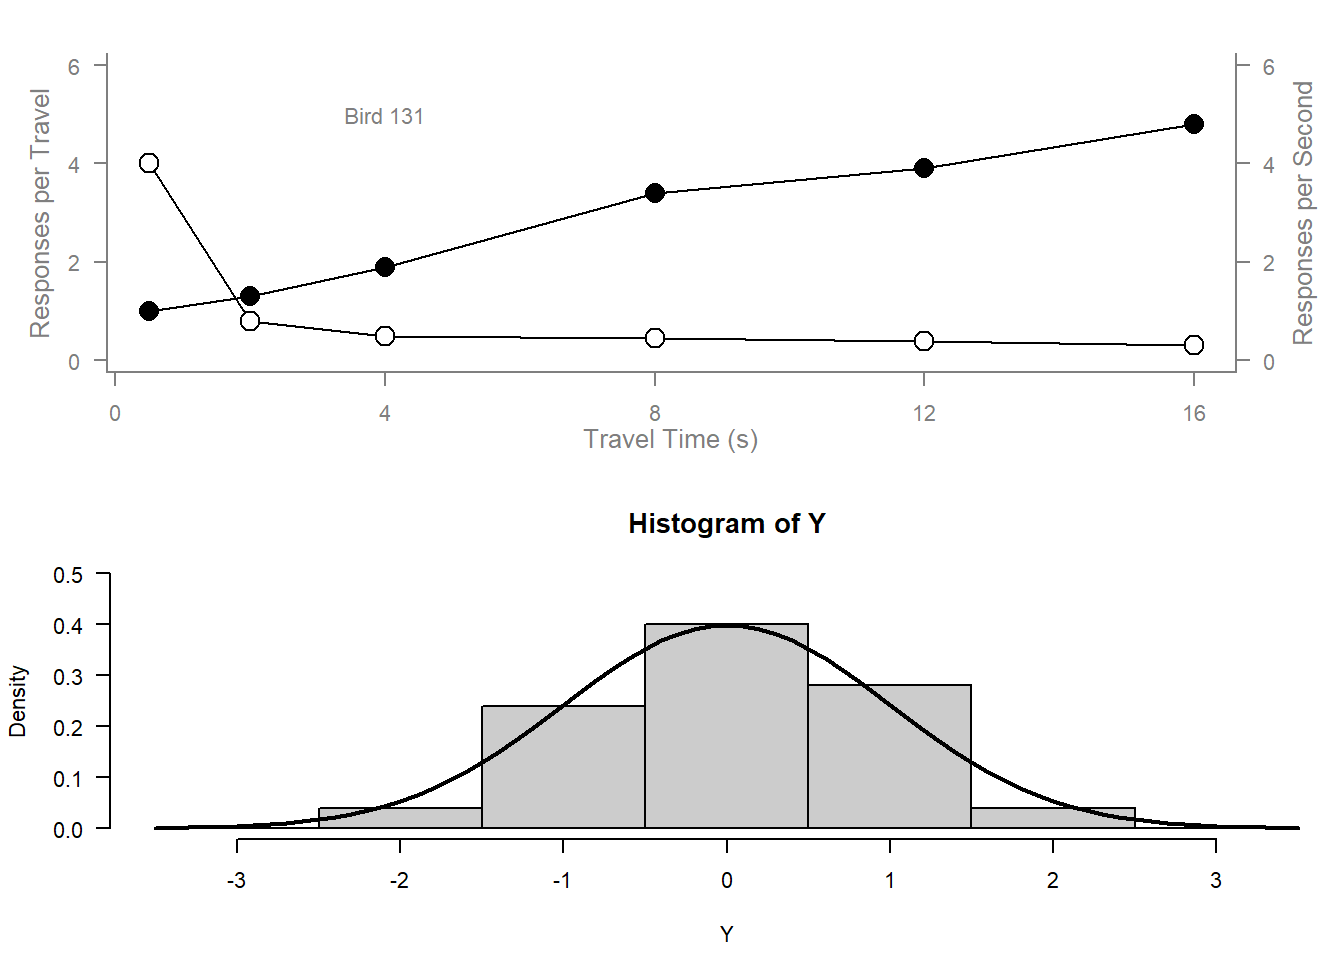 Bird 131
Responses per Travel
6
4
2
0
Responses per Second
6
4
2
0
0 4 8 12 16
Travel Time (s)
Histogram of Y
Density
0.5
0.4
0.3
0.2
0.1
0.0
-3 -2 -1 0 1 2 3
Y